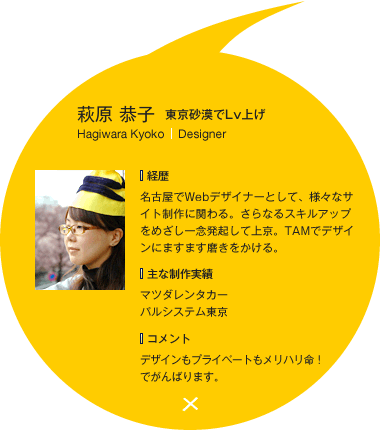 萩原 恭子 東京砂漠でLv上げ
Hagiwara Kyoko | Designer
経歴
名古屋でWebデザイナーとして、様々なサ
イト制作に関わる。さらなるスキルアップ
をめざし一念発起して上京。TAMでデザイ
ンにますます磨きをかける。
主な制作実績
マツダレンタカー
パルシステム東京
コメント
デザインもプライベートもメリハリ命！
でがんばります。